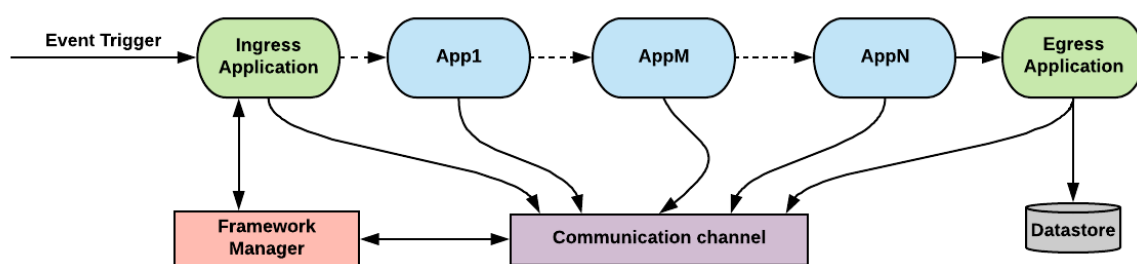 Event Trigger
Ingress
Application
App1
AppM
AppN
Egress
Application
Framework
Manager
Communication channel
Datastore